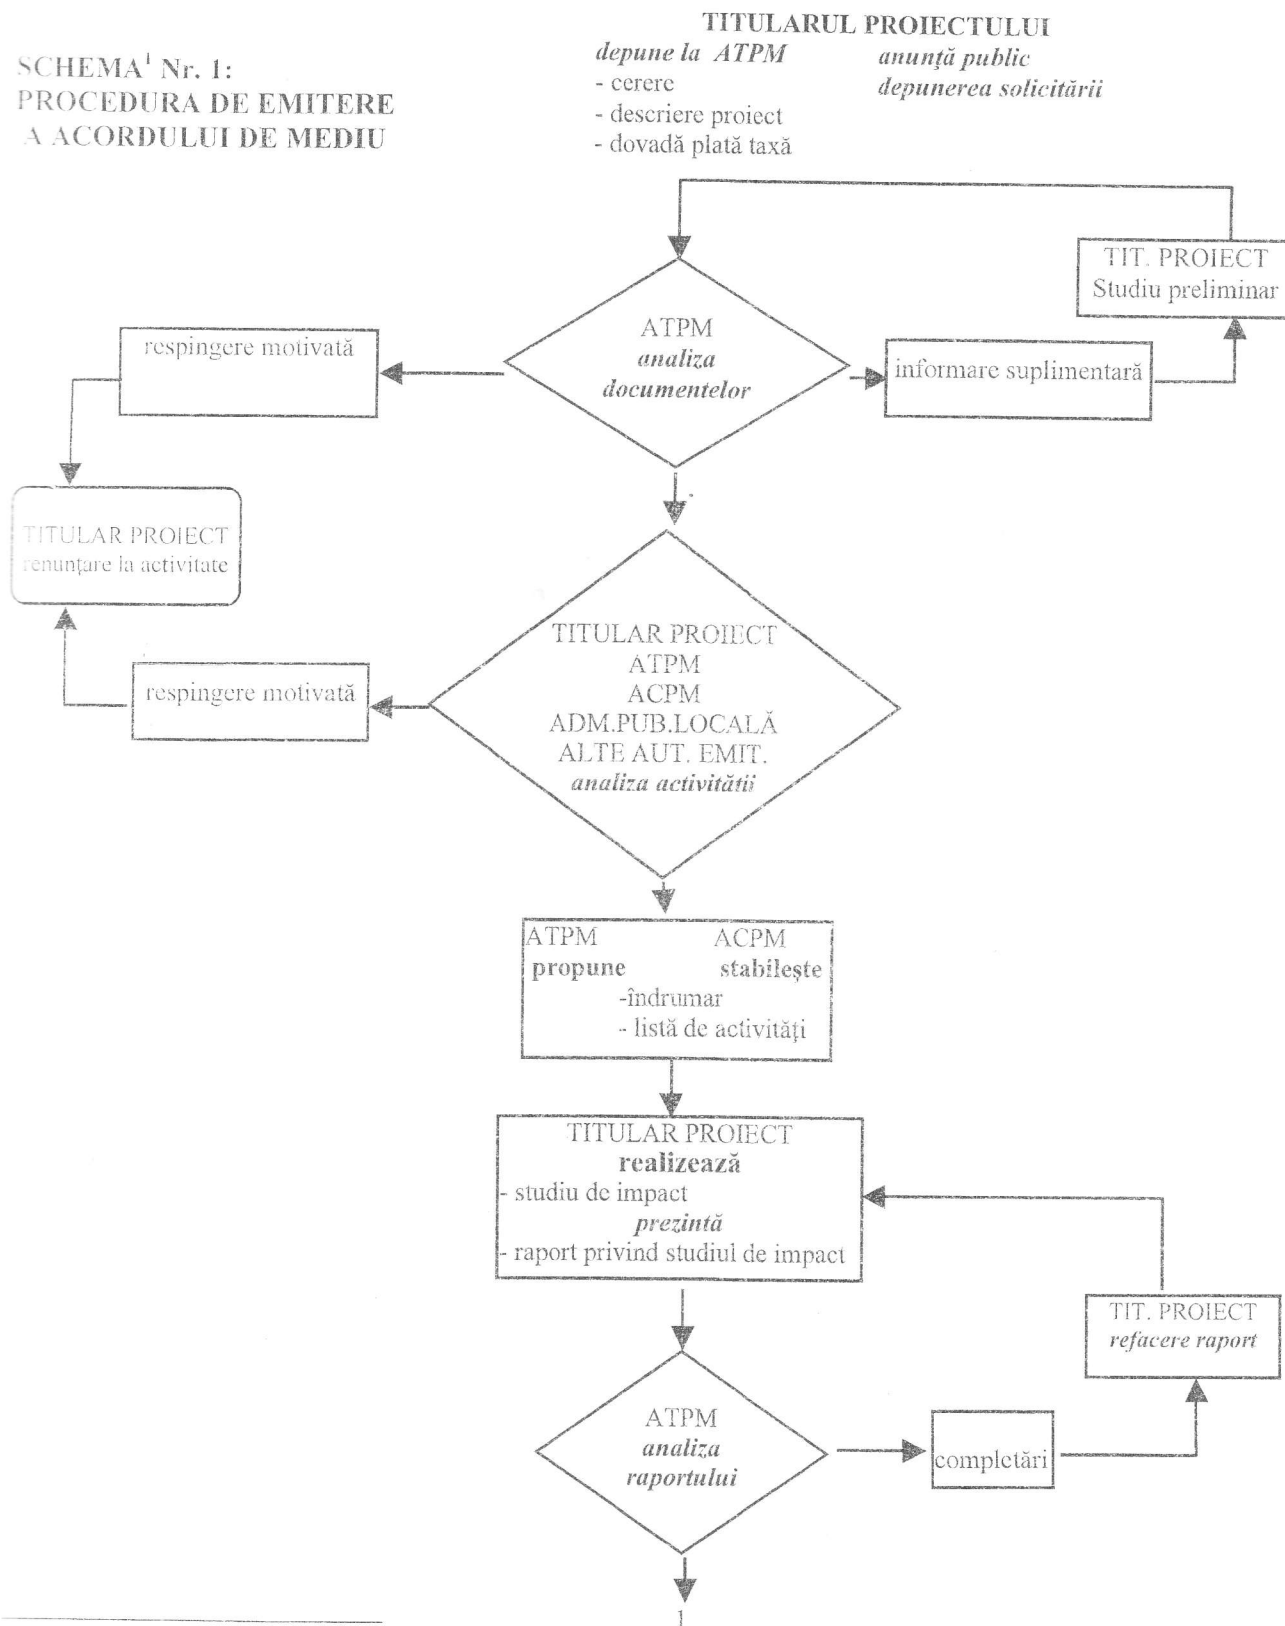 SCHEMA¹ Nr. 1:
PROCEDURA DE EMITERE
A ACORDULUI DE MEDIU
TITULARUL PROIECTULUI
depune la ATPM
- cerere
- descriere proiect
- dovadă plată taxă
anunță public
depunerea solicitării
TIT. PROIECT
Studiu preliminar
ATPM
analiza
documentelor
respingere motivată
informare suplimentară
TITULAR PROIECT
renunțare la activitate
TITULAR PROIECT
ATPM
ACPM
ADM.PUB.LOCALĂ
ALTE AUT. EMIT.
analiza activitătii
respingere motivată
ATPM ACPM
propune stabilește
-îndrumar
- listă de activități
TITULAR PROIECT
realizează
- studiu de impact
prezintă
- raport privind studiul de impact
TIT. PROIECT
refacere raport
ATPM
analiza
raportului
completări
1